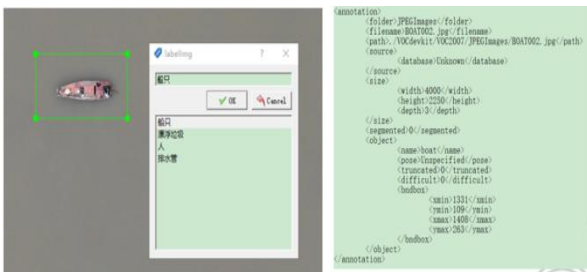 labelImg
?
×
船只
OK
Cancel
船只
漂浮垃圾
人
排水管
<annotation>
<folder>JPEGImages</folder>
<filename>BOAT002.jpg</filename>
<path>./VOCdevkit/VOC2007/JPEGImages/BOAT002.jpg</path>
<source>
<database>Unknown</database>
</source>
<size>
<width>4000</width>
<height>2250</height>
<depth>3</depth>
</size>
<segmented>0</segmented>
<object>
<name>boat</name>
<pose>Unspecified</pose>
<truncated>0</truncated>
<difficult>0</difficult>
<bndbox>
<xmin>1331</xmin>
<ymin>109</ymin>
<xmax>1408</xmax>
<ymax>263</ymax>
</bndbox>
</object>
</annotation>